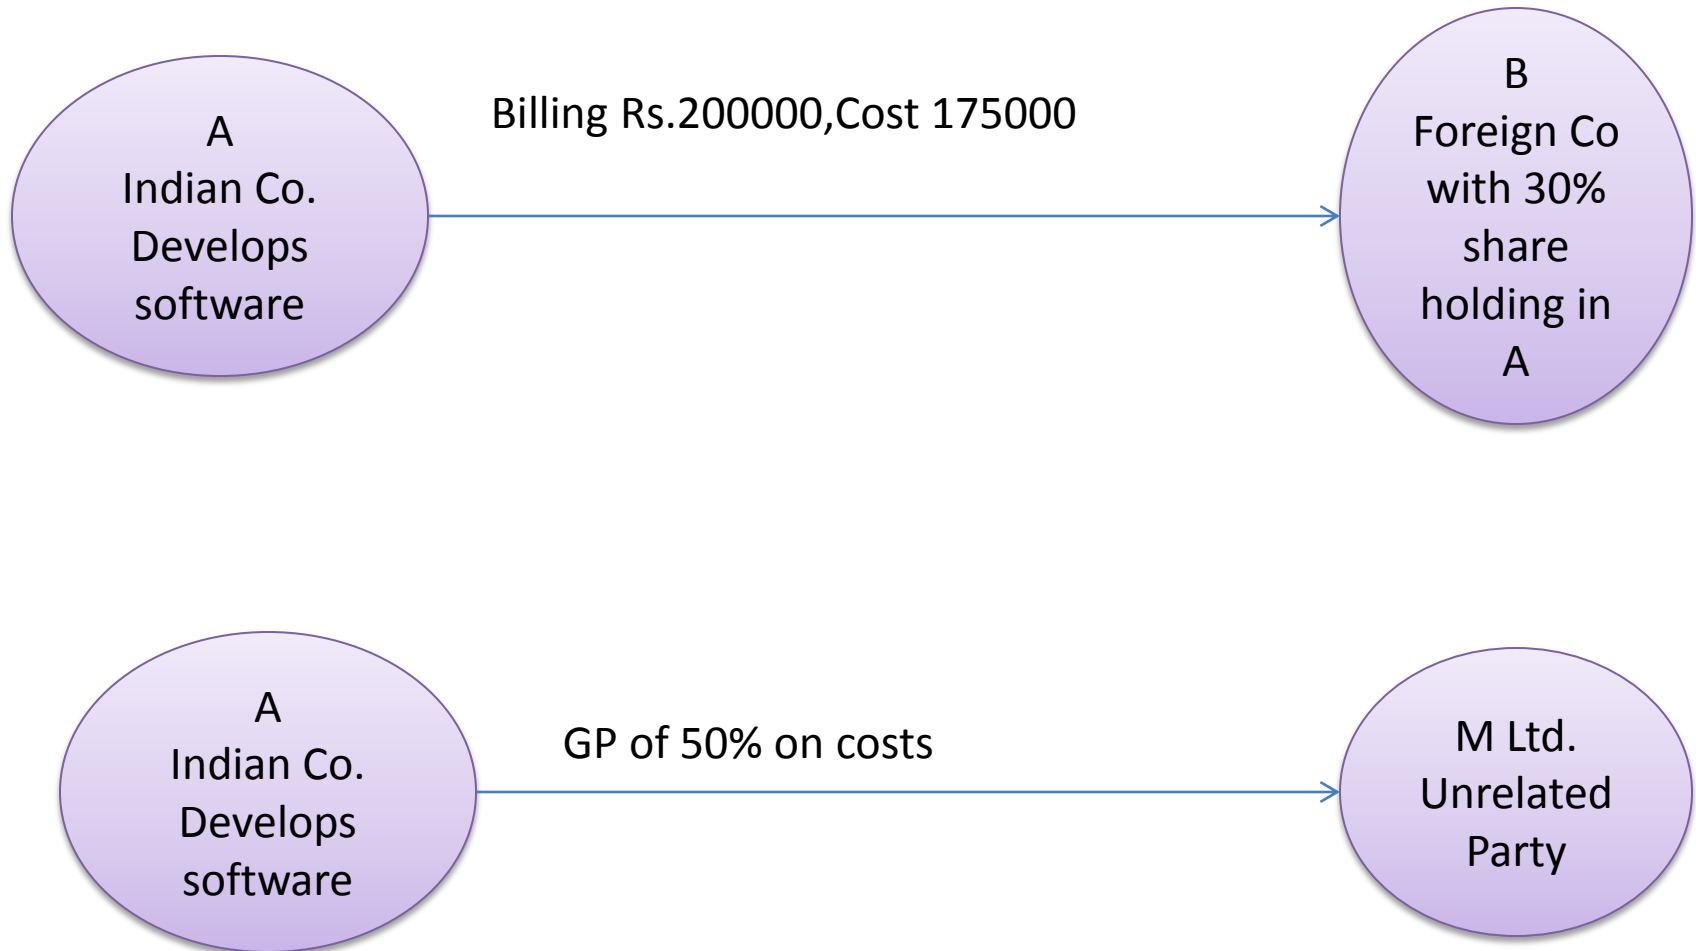 A
Indian Co.
Develops
software
Billing Rs.200000,Cost 175000
B
Foreign Co
with 30%
share
holding in
A
A
Indian Co.
Develops
software
GP of 50% on costs
M Ltd.
Unrelated
Party